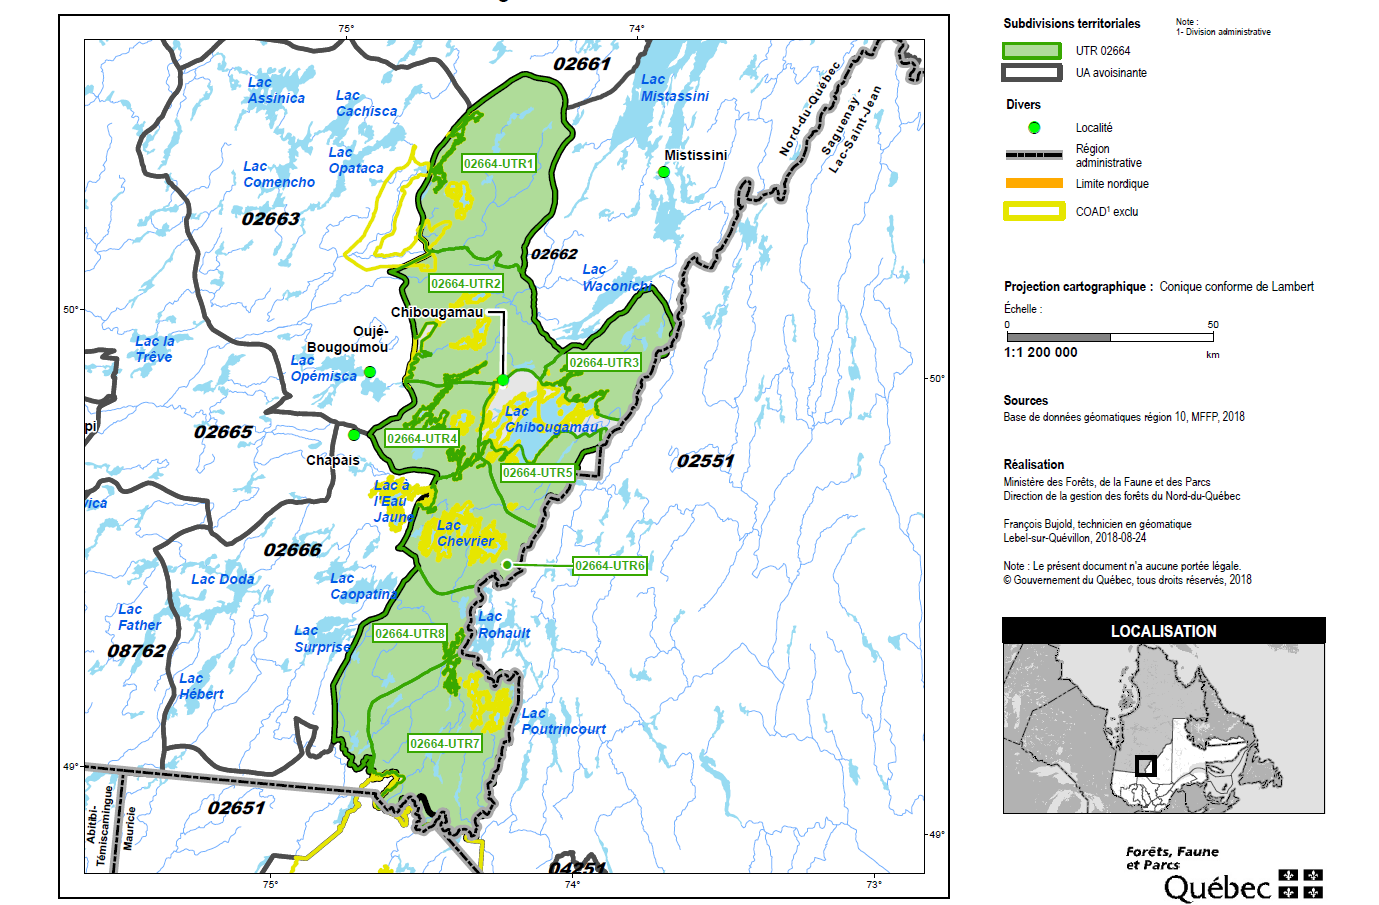 75°
74°
02661
Lac
Assinica
Lac
Cachisca
Lac
Mistassini
Nord-du-Québec
Saguenay -
Lac-Saint-Jean
Lac
Opataca
Lac
Comencho
02664-UTR1
Mistissini
02663
02662
Lac
Waconichi
02664-UTR2
50°
Chibougamau
Oujé-
Bougoumou
Lac la
Trêve
Lac
Opémisca
02664-UTR3
50°
Lac
Chibougamau
pi
02665
02664-UTR4
Chapais
02551
02664-UTR5
Lac à
l'Eau
Jaune
Lac
Chevrier
02666
02664-UTR6
Lac Doda
Lac
Caopatina
Lac
Father
Lac
Rohault
Lac
Surprise
02664-UTR8
08762
Lac
Hébert
Lac
Poutrincourt
02664-UTR7
49°
02651
Abitibi-
Témiscamingue
Mauricie
49°
04251
75°
74°
73°
Subdivisions territoriales
Note :
1- Division administrative
UTR 02664
UA avoisinante
Divers
Localité
Région
administrative
Limite nordique
COAD¹ exclu
Projection cartographique : Conique conforme de Lambert
Échelle :
0 50
1:1 200 000 km
Sources
Base de données géomatiques région 10, MFFP, 2018
Réalisation
Ministère des Forêts, de la Faune et des Parcs
Direction de la gestion des forêts du Nord-du-Québec
François Bujold, technicien en géomatique
Lebel-sur-Quévillon, 2018-08-24
Note : Le présent document n'a aucune portée légale.
© Gouvernement du Québec, tous droits réservés, 2018
LOCALISATION
Forêts, Faune
et Parcs
Québec